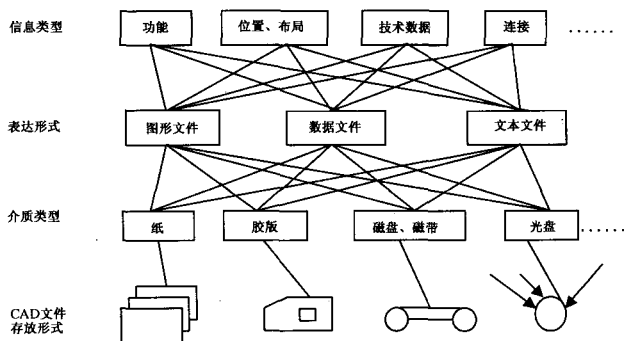 信息类型 功能 位置、布局 技术数据 连接 ······
表达形式 图形文件 数据文件 文本文件
介质类型 纸 胶版 磁盘、磁带 光盘 ······
CAD文件
存放形式